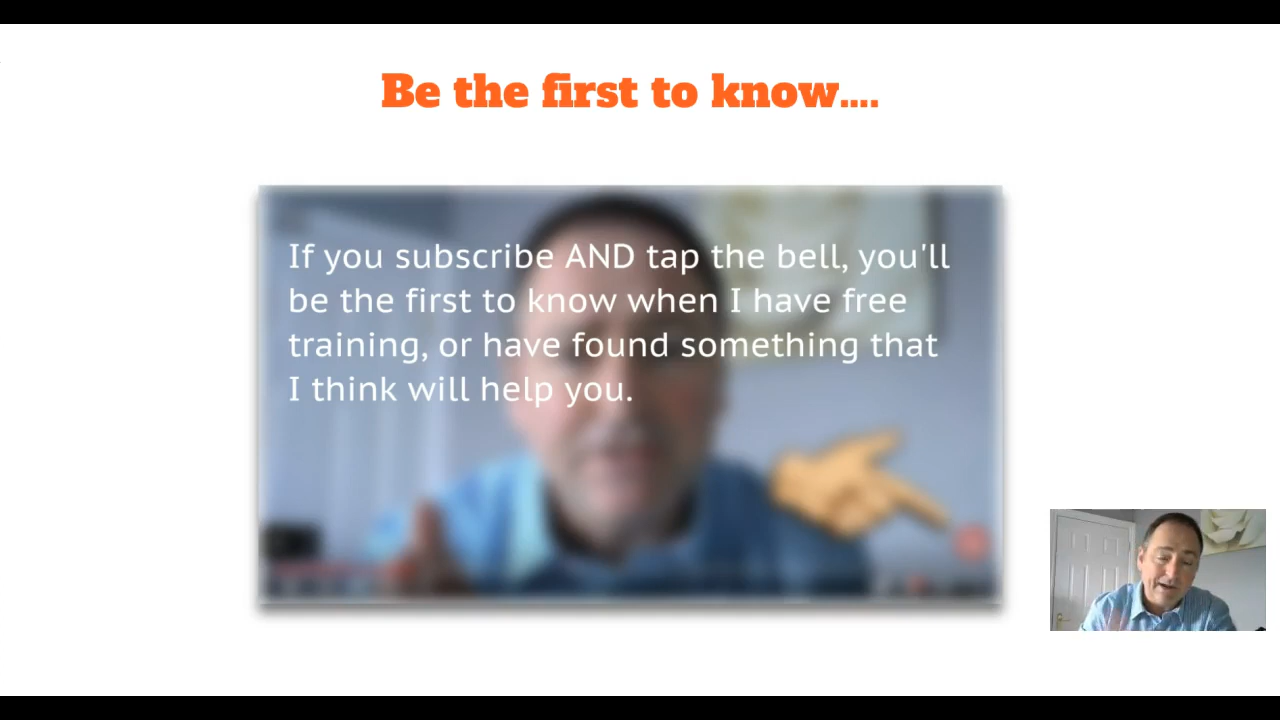 Be the first to know....
If you subscribe AND tap the bell, you'll
be the first to know when I have free
training, or have found something that
I think will help you.